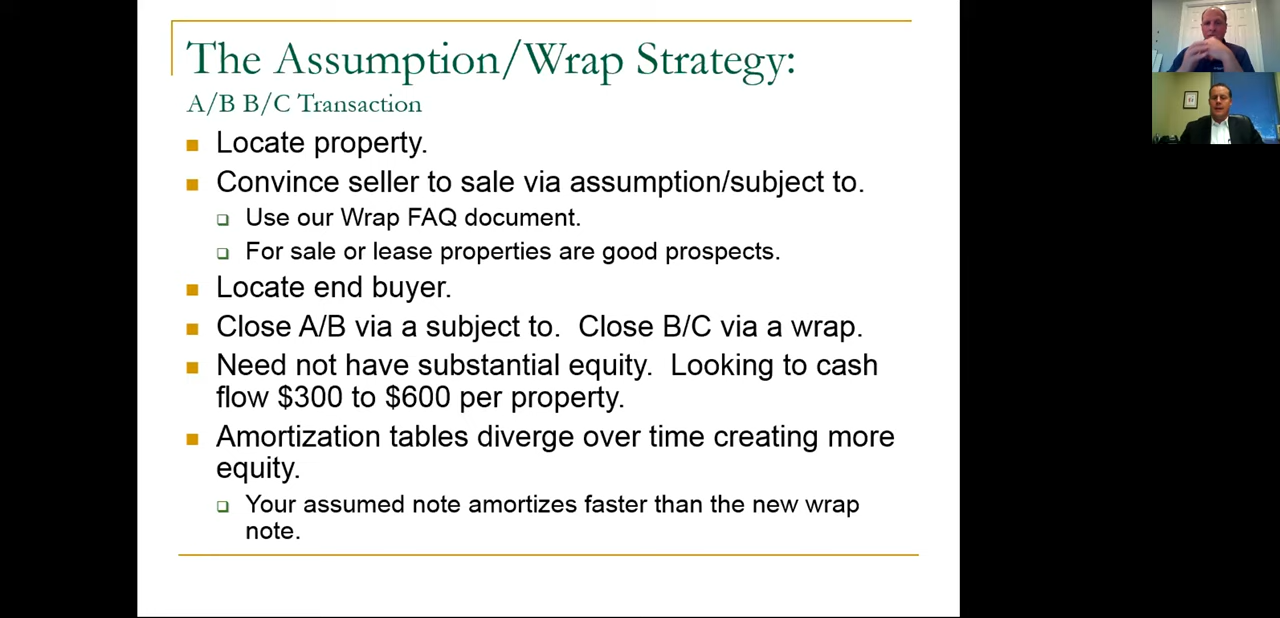 The Assumption/Wrap Strategy:
A/B B/C Transaction
Locate property.
Convince seller to sale via assumption/subject to.
Use our Wrap FAQ document.
For sale or lease properties are good prospects.
Locate end buyer.
Close A/B via a subject to.  Close B/C via a wrap.
Need not have substantial equity.  Looking to cash
flow $300 to $600 per property.
Amortization tables diverge over time creating more
equity.
Your assumed note amortizes faster than the new wrap
note.